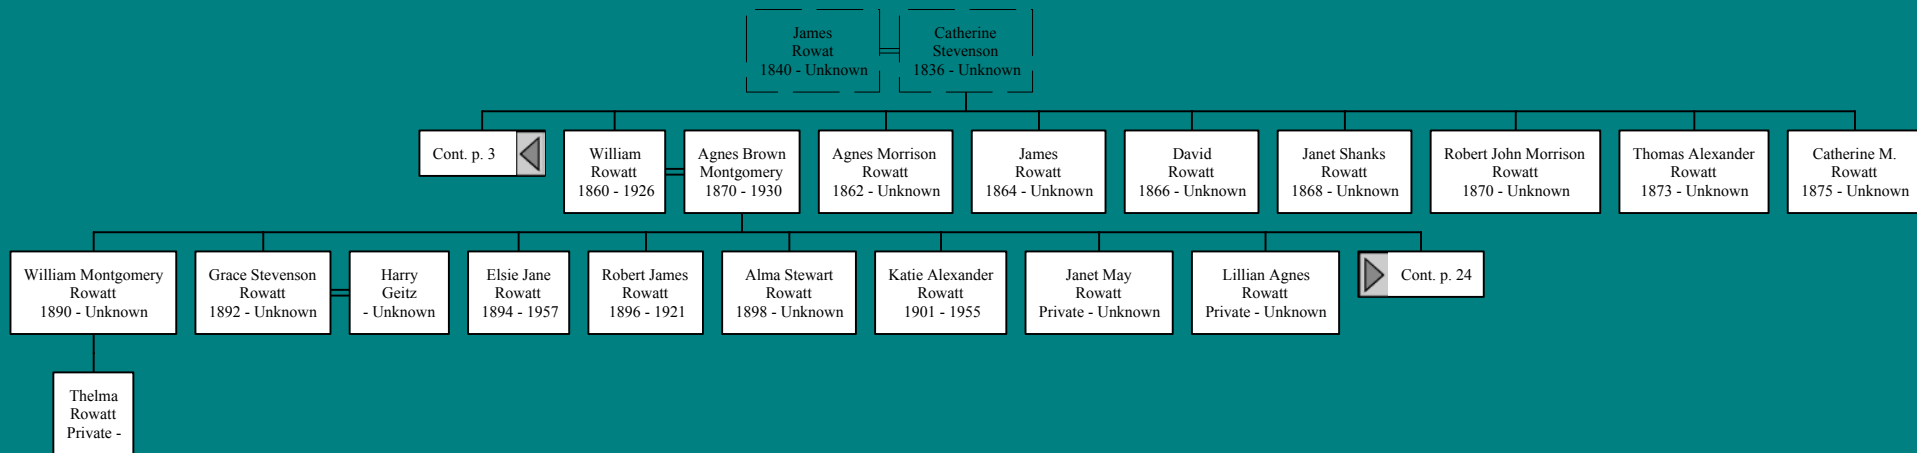 James
Rowat
1840 - Unknown
Catherine
Stevenson
1836 - Unknown
Cont. p. 3
William
Rowatt
1860 - 1926
Agnes Brown
Montgomery
1870 - 1930
Agnes Morrison
Rowatt
1862 - Unknown
James
Rowatt
1864 - Unknown
David
Rowatt
1866 - Unknown
Janet Shanks
Rowatt
1868 - Unknown
Robert John Morrison
Rowatt
1870 - Unknown
Thomas Alexander
Rowatt
1873 - Unknown
Catherine M.
Rowatt
1875 - Unknown
William Montgomery
Rowatt
1890 - Unknown
Grace Stevenson
Rowatt
1892 - Unknown
Harry
Geitz
- Unknown
Elsie Jane
Rowatt
1894 - 1957
Robert James
Rowatt
1896 - 1921
Alma Stewart
Rowatt
1898 - Unknown
Katie Alexander
Rowatt
1901 - 1955
Janet May
Rowatt
Private - Unknown
Lillian Agnes
Rowatt
Private - Unknown
Cont. p. 24
Thelma
Rowatt
Private -